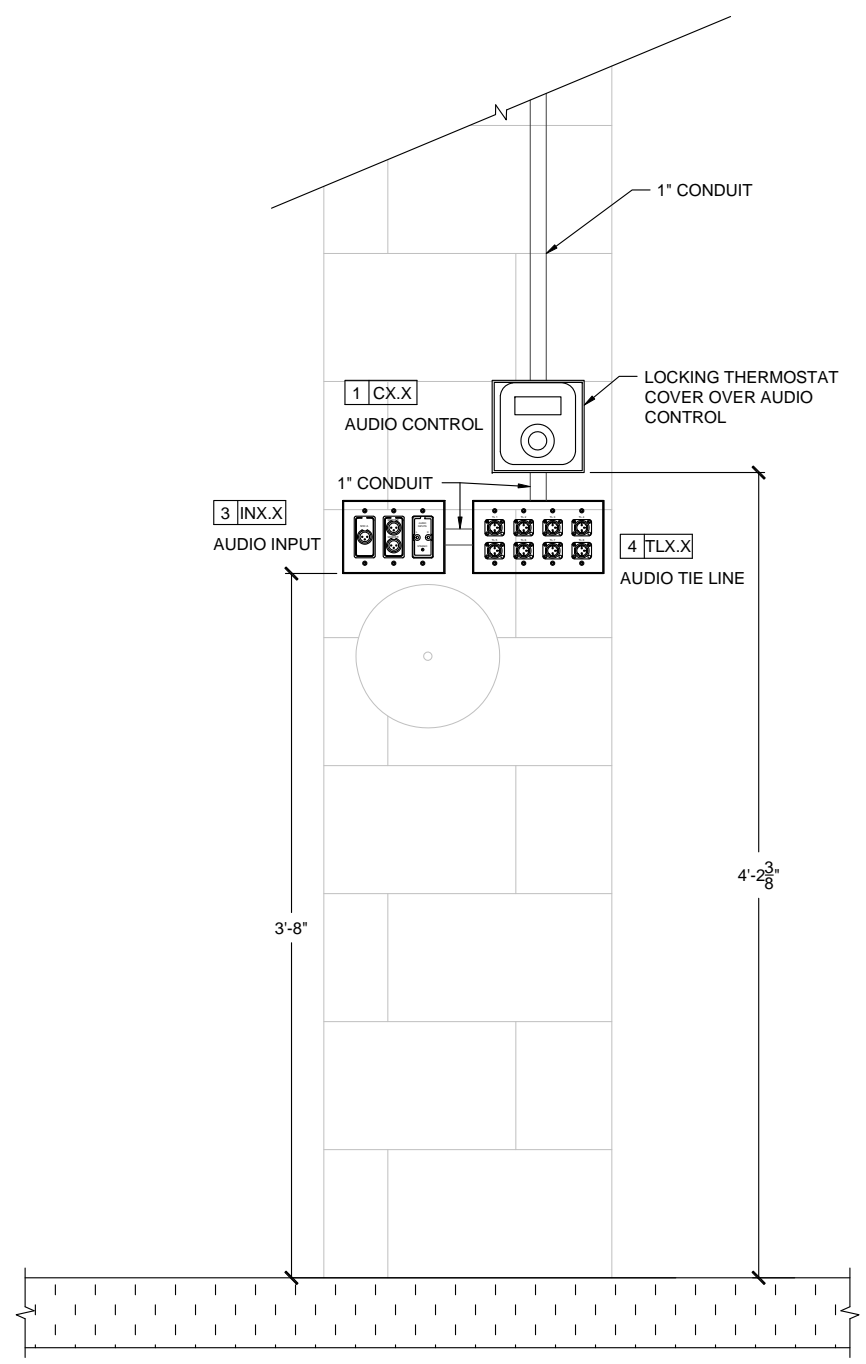 1" CONDUIT
LOCKING THERMOSTAT
COVER OVER AUDIO
CONTROL
1 CX.X
AUDIO CONTROL
1" CONDUIT
3 INX.X
AUDIO INPUT
4 TLX.X
AUDIO TIE LINE
4'-2 3/8"
3'-8"